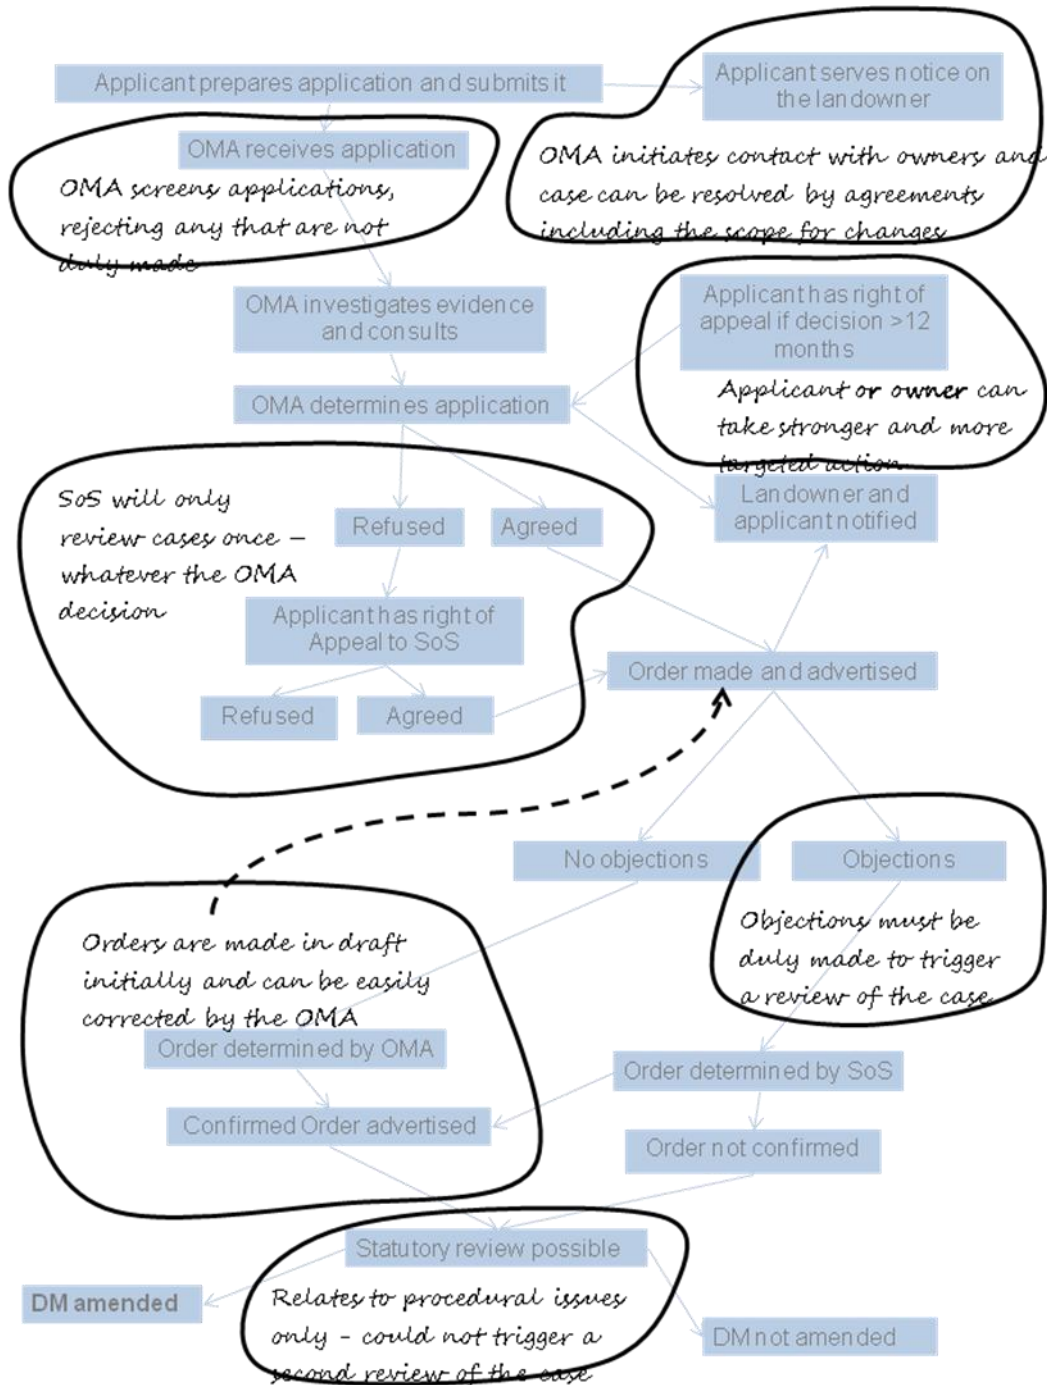 Applicant prepares application and submits it
Applicant serves notice on
the landowner
OMA receives application
OMA screens applications,
rejecting any that are not
duly made
OMA initiates contact with owners and
case can be resolved by agreements
including the scope for changes
OMA investigates evidence
and consults
Applicant has right of
appeal if decision >12
months
Applicant or owner can
take stronger and more
targeted action
OMA determines application
Landowner and
applicant notified
SoS will only
review cases once –
whatever the OMA
decision
Refused
Agreed
Applicant has right of
Appeal to SoS
Refused
Agreed
Order made and advertised
No objections
Objections
Objections must be
duly made to trigger
a review of the case
Orders are made in draft
initially and can be easily
corrected by the OMA
Order determined by OMA
Order determined by SoS
Confirmed Order advertised
Order not confirmed
Statutory review possible
Relates to procedural issues
only - could not trigger a
second review of the case
DM amended
DM not amended